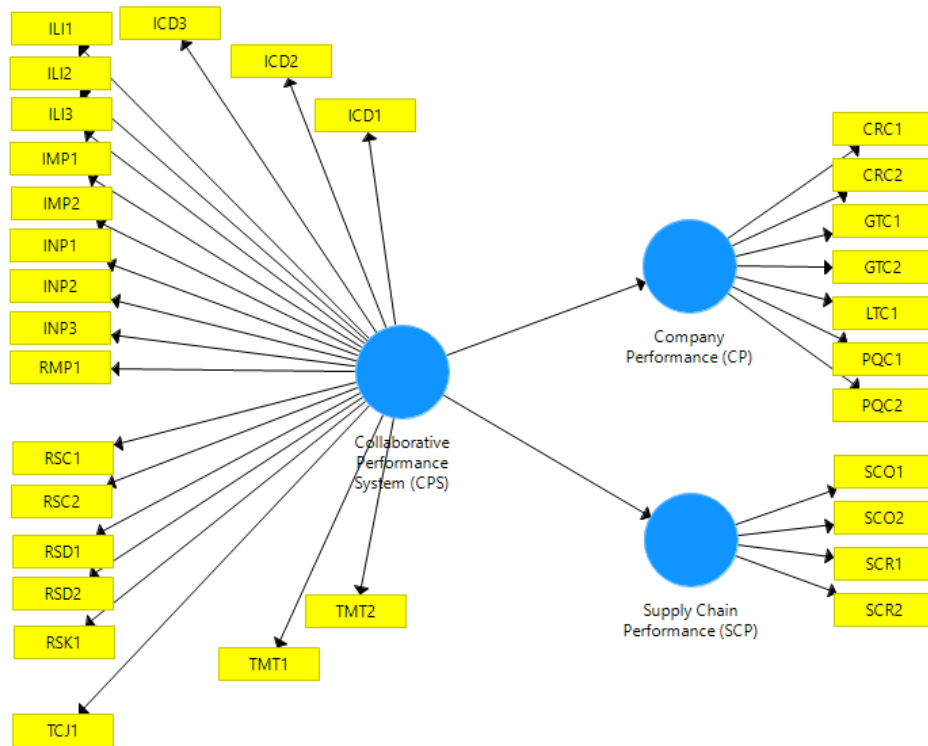 ILI1
ICD3
ILI2
ICD2
ILI3
ICD1
IMP1
IMP2
INP1
INP2
INP3
RMP1
RSC1
RSC2
RSD1
RSD2
RSK1
TCJ1
TMT1
TMT2
Collaborative
Performance
System (CPS)
Company
Performance (CP)
CRC1
CRC2
GTC1
GTC2
LTC1
PQC1
PQC2
Supply Chain
Performance (SCP)
SCO1
SCO2
SCR1
SCR2